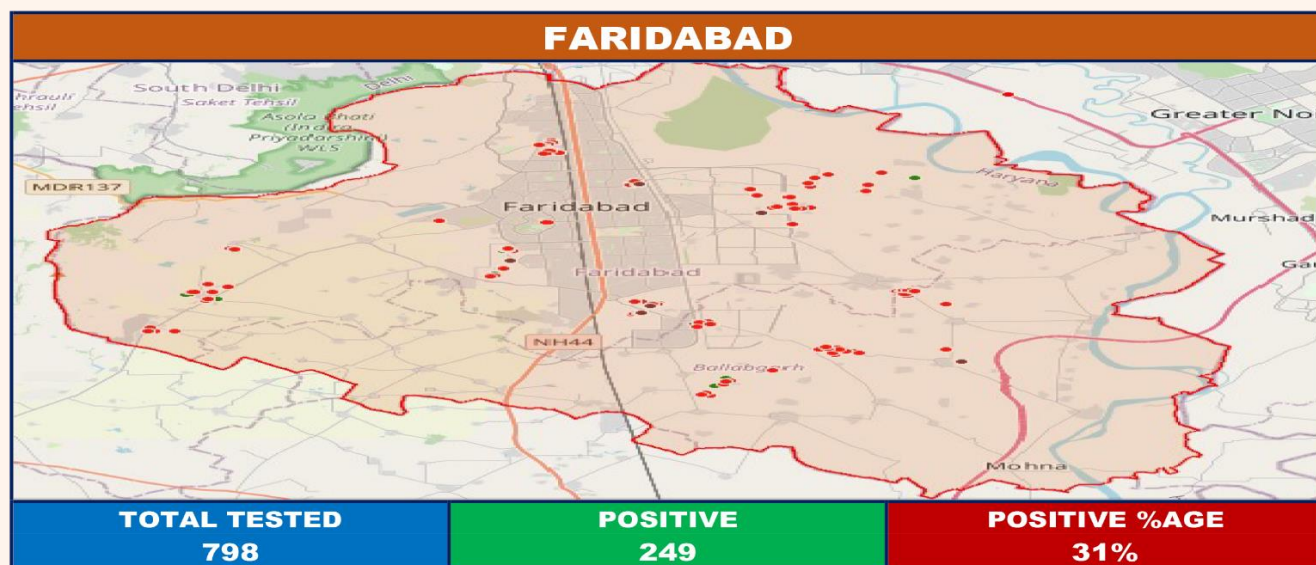 FARIDABAD
South Delhi
Delhi
Saket Tehsil
Asola Bhati
(Indira
Priyadarshini)
WLS
Greater No
MDR137
Haryana
Faridabad
Murshad
Faridabad
NH44
Ballabgarh
Mohna
TOTAL TESTED
POSITIVE
POSITIVE %AGE
798
249
31%